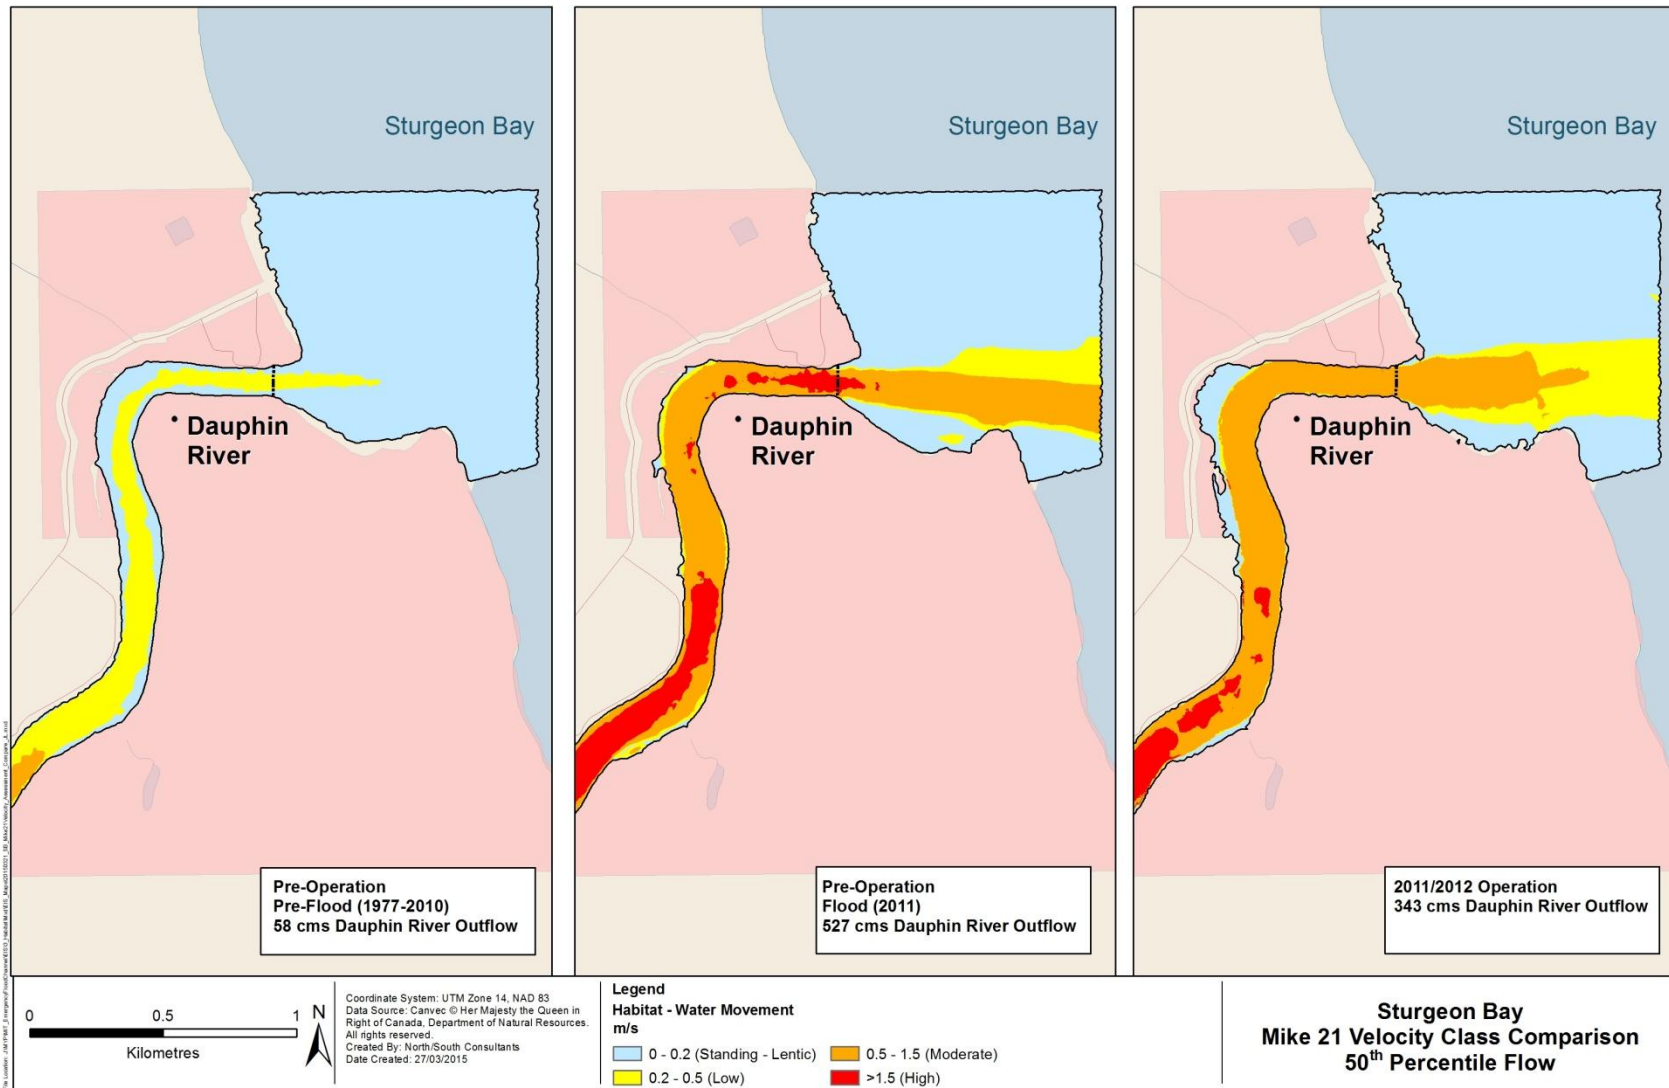 Sturgeon Bay
Dauphin
River
Pre-Operation
Pre-Flood (1977-2010)
58 cms Dauphin River Outflow
Sturgeon Bay
Dauphin
River
Pre-Operation
Flood (2011)
527 cms Dauphin River Outflow
Sturgeon Bay
Dauphin
River
2011/2012 Operation
343 cms Dauphin River Outflow
0 0.5 1
Kilometres
N
Coordinate System: UTM Zone 14, NAD 83
Data Source: Canvec © Her Majesty the Queen in
Right of Canada, Department of Natural Resources.
All rights reserved.
Created By: North/South Consultants
Date Created: 27/03/2015
Legend
Habitat - Water Movement
m/s
0 - 0.2 (Standing - Lentic)
0.2 - 0.5 (Low)
0.5 - 1.5 (Moderate)
>1.5 (High)
Sturgeon Bay
Mike 21 Velocity Class Comparison
50th Percentile Flow